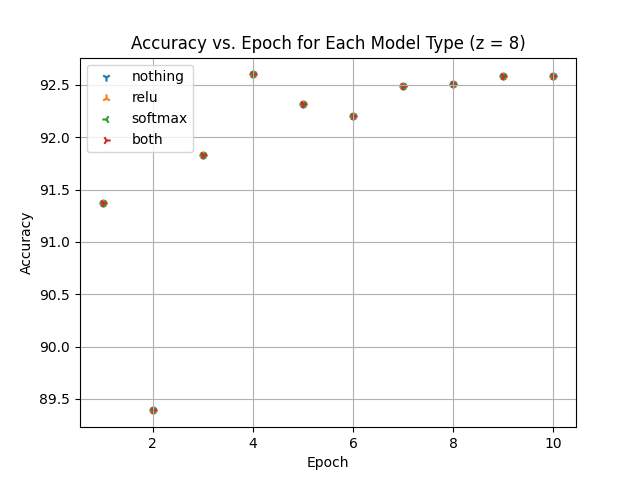 Accuracy vs. Epoch for Each Model Type (z = 8)
nothing
relu
softmax
both
92.5
92.0
91.5
91.0
90.5
90.0
89.5
Accuracy
2
4
6
8
10
Epoch